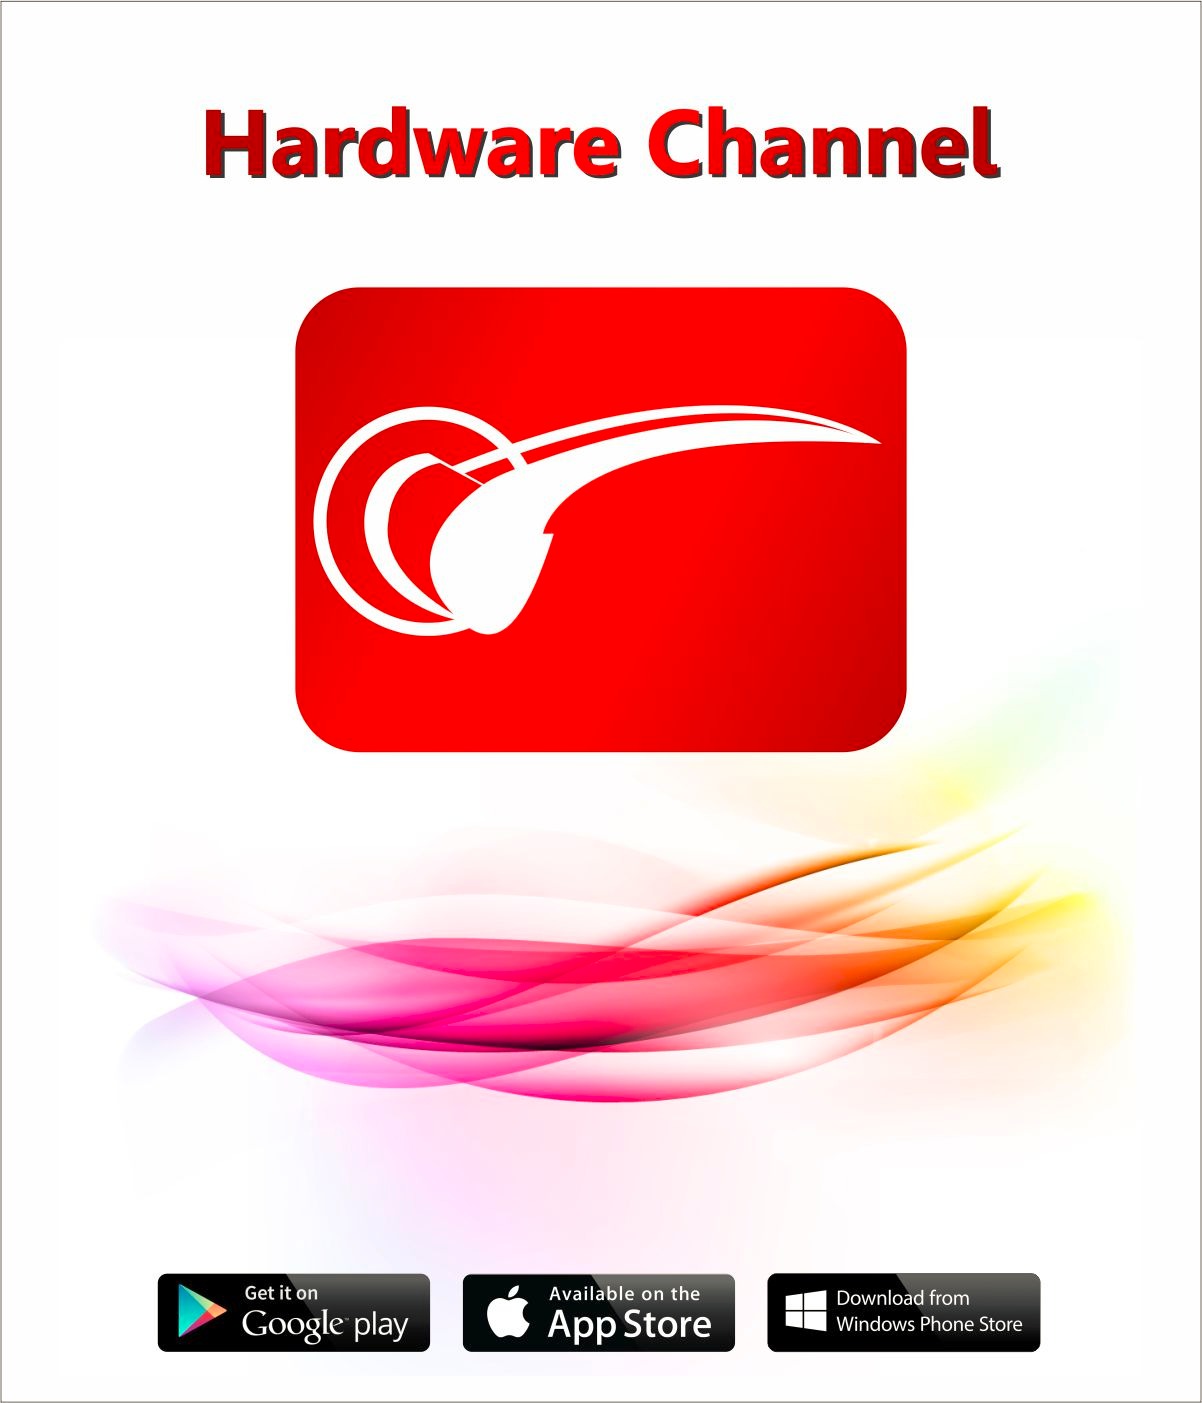 Hardware Channel
Get it on
Google play
Available on the
App Store
Download from
Windows Phone Store